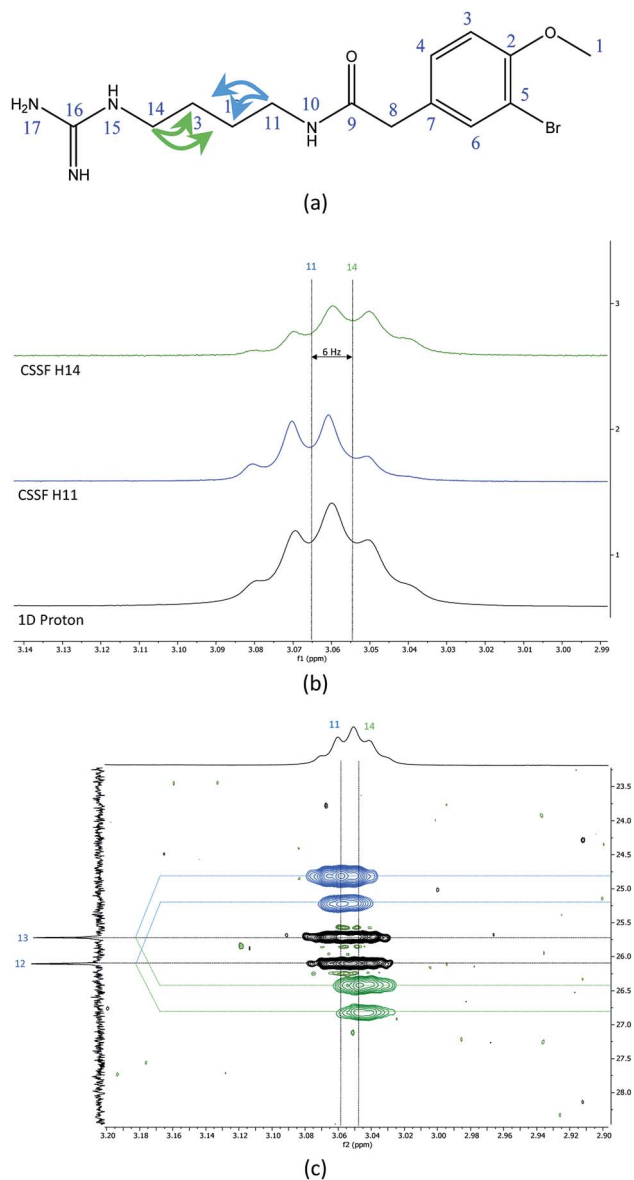 3
4
2
O
1
H
14
10
O
H₂N
16
N
N
H
17
15
3
1
11
9
8
7
6
5
Br
NH
(a)
11 14
3
6 Hz
CSSF H14
2
CSSF H11
1
1D Proton
3.14 3.13 3.12 3.11 3.10 3.09 3.08 3.07 3.06 3.05 3.04 3.03 3.02 3.01 3.00 2.99
f1 (ppm)
(b)
11 14
23.5
24.0
24.5
25.0
25.5
13
26.0
12
26.5
27.0
27.5
28.0
3.20 3.18 3.16 3.14 3.12 3.10 3.08 3.06 3.04 3.02 3.00 2.98 2.96 2.94 2.92 2.90
f2 (ppm)
(c)